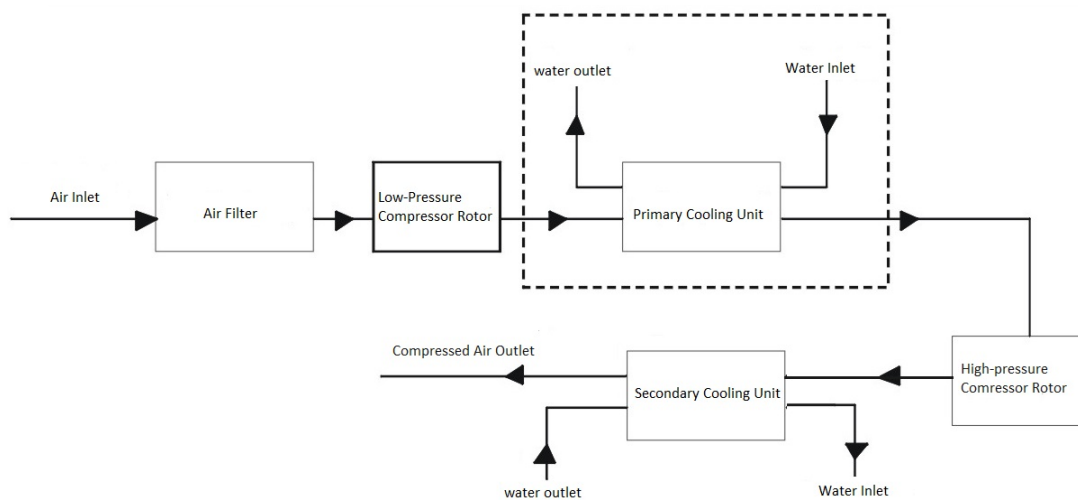 water outlet
Water Inlet
Air Inlet
Air Filter
Low-Pressure
Compressor Rotor
Primary Cooling Unit
Compressed Air Outlet
Secondary Cooling Unit
High-pressure
Comressor Rotor
water outlet
Water Inlet